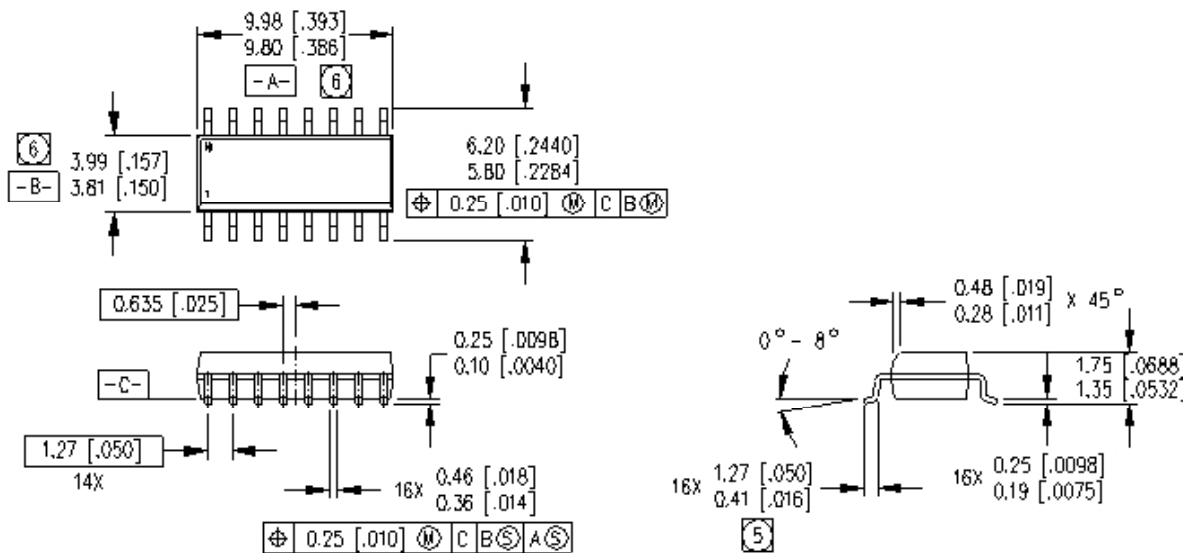 9.98 [.393]
9.80 [.386]
-A- 6
6 3.99 [.157]
-B- 3.81 [.150]
1
6.20 [.2440]
5.80 [.2284]
⌖ 0.25 [.010] Ⓜ C B Ⓜ
0.635 [.025]
0.25 [.0098]
0.10 [.0040]
-C-
1.27 [.050]
14X
16X 0.46 [.018]
0.36 [.014]
⌖ 0.25 [.010] Ⓜ C B Ⓢ A Ⓢ
0.48 [.019]
0.28 [.011] X 45°
0° - 8°
1.75 [.0688]
1.35 [.0532]
16X 1.27 [.050]
0.41 [.016]
5
16X 0.25 [.0098]
0.19 [.0075]